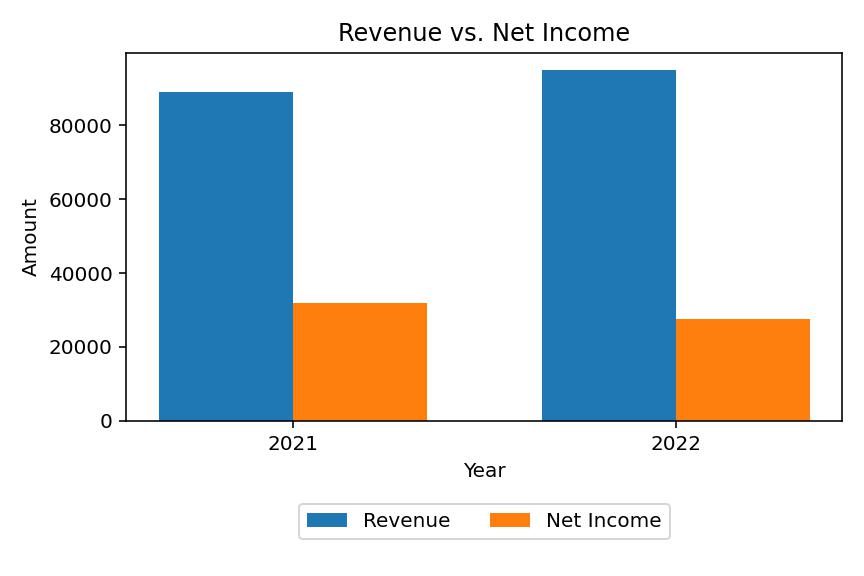 Revenue vs. Net Income
80000
60000
40000
20000
0
Amount
2021 2022
Year
Revenue Net Income